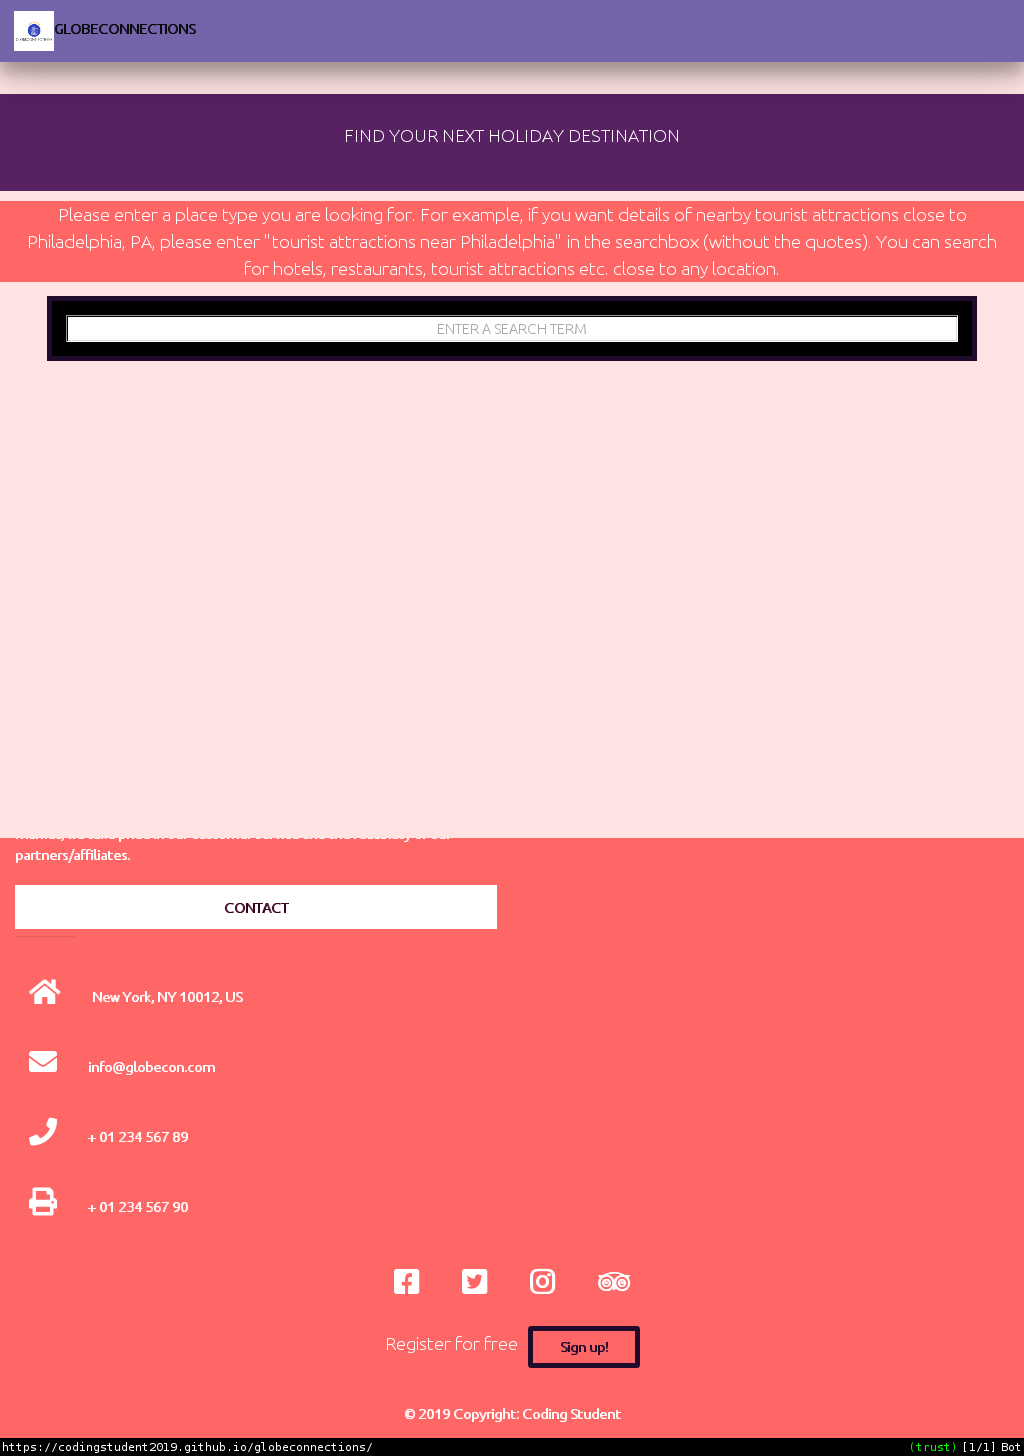 GLOBECONNECTIONS
FIND YOUR NEXT HOLIDAY DESTINATION
Please enter a place type you are looking for. For example, if you want details of nearby tourist attractions close to
Philadelphia, PA, please enter "tourist attractions near Philadelphia" in the searchbox (without the quotes). You can search
for hotels, restaurants, tourist attractions etc. close to any location.
ENTER A SEARCH TERM
partners/affiliates.
CONTACT
New York, NY 10012, US
info@globecon.com
+ 01 234 567 89
+ 01 234 567 90
Register for free
Sign up!
© 2019 Copyright: Coding Student
https://codingstudent2019.github.io/globeconnections/ (trust) [1/1] Bot